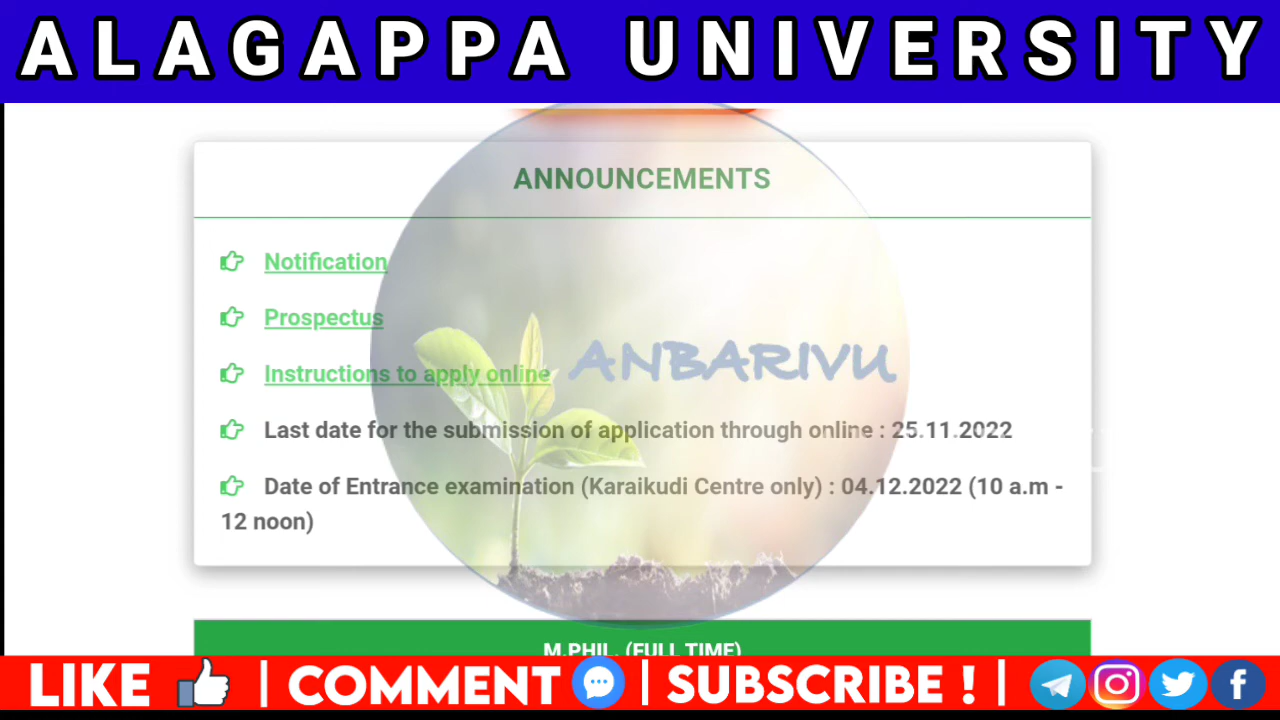 ALAGAPPA UNIVERSITY
ANNOUNCEMENTS
Notification
Prospectus
Instructions to apply online
ANBARIVU
Last date for the submission of application through online : 25.11.2022
Date of Entrance examination (Karaikudi Centre only) : 04.12.2022 (10 a.m -
12 noon)
M.PHIL. (FULL TIME)
LIKE | COMMENT | SUBSCRIBE ! |